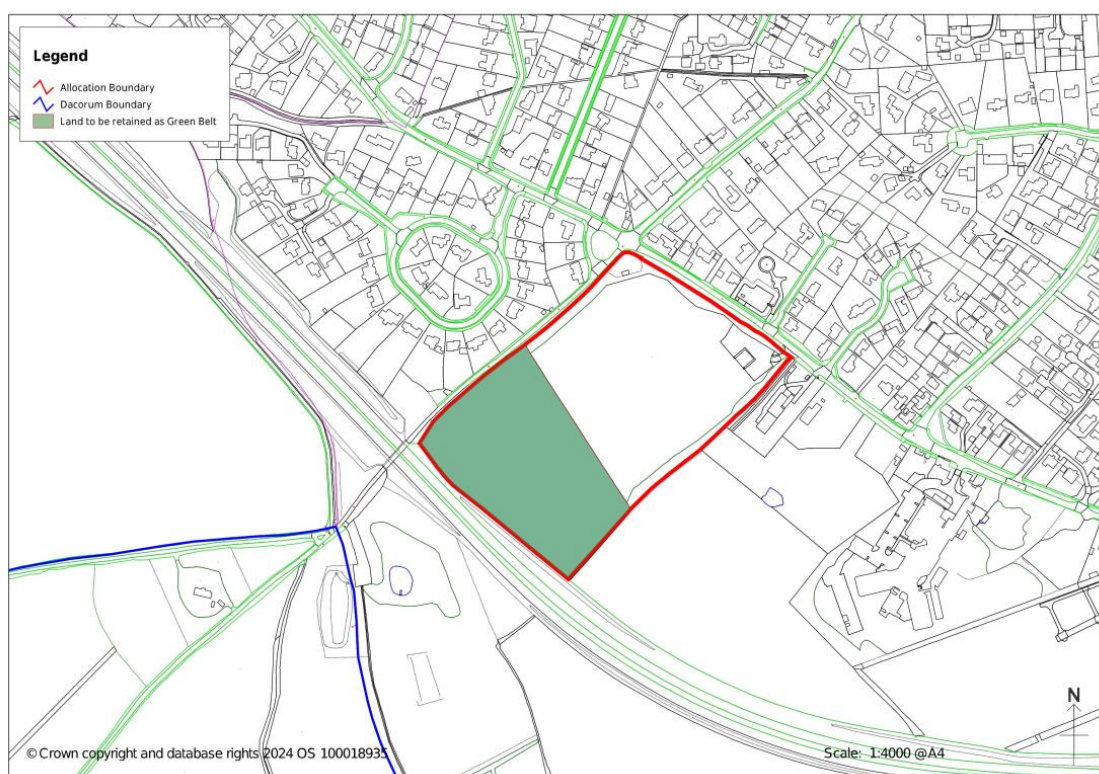 Legend
Allocation Boundary
Dacorum Boundary
Land to be retained as Green Belt
N
© Crown copyright and database rights 2024 OS 100018935
Scale: 1:4000 @A4